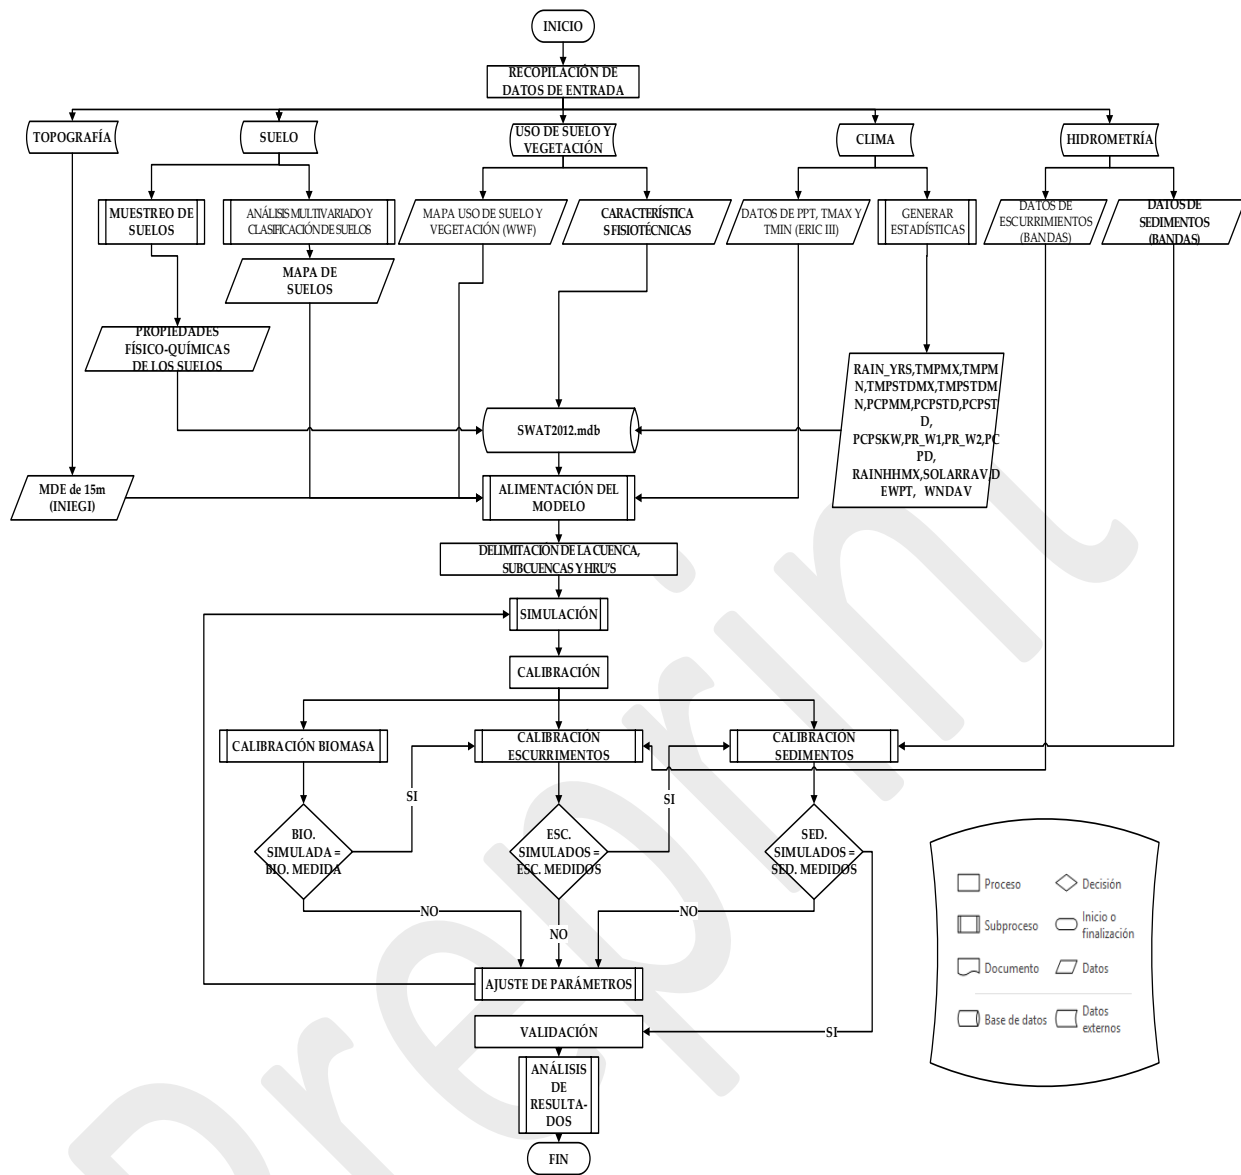 INICIO
RECOPILACIÓN DE
DATOS DE ENTRADA
TOPOGRAFÍA
SUELO
USO DE SUELO Y
VEGETACIÓN
CLIMA
HIDROMETRÍA
MUESTREO DE
SUELOS
ANÁLISIS MULTIVARIADO Y
CLASIFICACIÓN DE SUELOS
MAPA USO DE SUELO Y
VEGETACIÓN (WWF)
CARACTERÍSTICA
S FISIOTÉCNICAS
DATOS DE PPT, TMAX Y
TMIN (ERIC III)
GENERAR
ESTADÍSTICAS
DATOS DE
ESCURRIMIENTOS
(BANDAS)
DATOS DE
SEDIMENTOS
(BANDAS)
MAPA DE
SUELOS
PROPIEDADES
FÍSICO-QUÍMICAS
DE LOS SUELOS
RAIN_YRS,TMPMX,TMPM
N,TMPSTDMX,TMPSTDM
N,PCPMM,PCPSTD,PCPST
D,
PCPSKW,PR_W1,PR_W2,PC
PD,
RAINHHMX,SOLARRAV,D
EWPT, WNDAV
SWAT2012.mdb
MDE de 15m
(INIEGI)
ALIMENTACIÓN DEL
MODELO
DELIMITACIÓN DE LA CUENCA,
SUBCUENCAS Y HRU'S
SIMULACIÓN
CALIBRACIÓN
CALIBRACIÓN BIOMASA
CALIBRACIÓN
ESCURRIMENTOS
CALIBRACIÓN
SEDIMENTOS
SI
SI
BIO.
SIMULADA =
BIO. MEDIDA
ESC.
SIMULADOS =
ESC. MEDIDOS
SED.
SIMULADOS =
SED. MEDIDOS
NO
NO
NO
AJUSTE DE PARÁMETROS
VALIDACIÓN
SI
ANÁLISIS
DE
RESULTA-
DOS
FIN
Proceso
Decisión
Subproceso
Inicio o
finalización
Documento
Datos
Base de datos
Datos
externos
Preprint